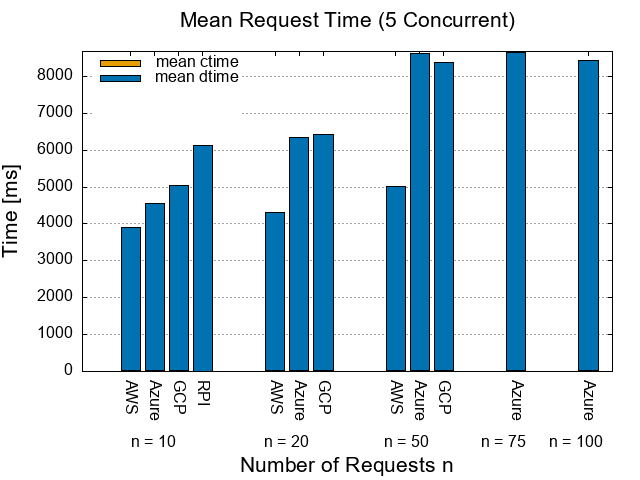 Mean Request Time (5 Concurrent)
mean ctime
mean dtime
Time [ms]
8000
7000
6000
5000
4000
3000
2000
1000
0
AWS
Azure
GCP
RPI
AWS
Azure
GCP
AWS
Azure
GCP
Azure
Azure
n = 10
n = 20
n = 50
n = 75
n = 100
Number of Requests n